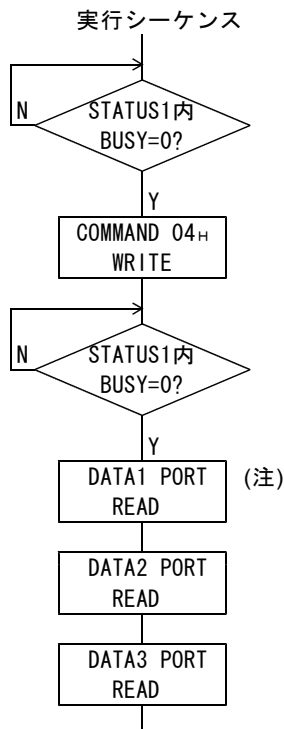 実行シーケンス
N
STATUS1内
BUSY=0?
Y
COMMAND 04H
WRITE
N
STATUS1内
BUSY=0?
Y
DATA1 PORT
READ
(注)
DATA2 PORT
READ
DATA3 PORT
READ